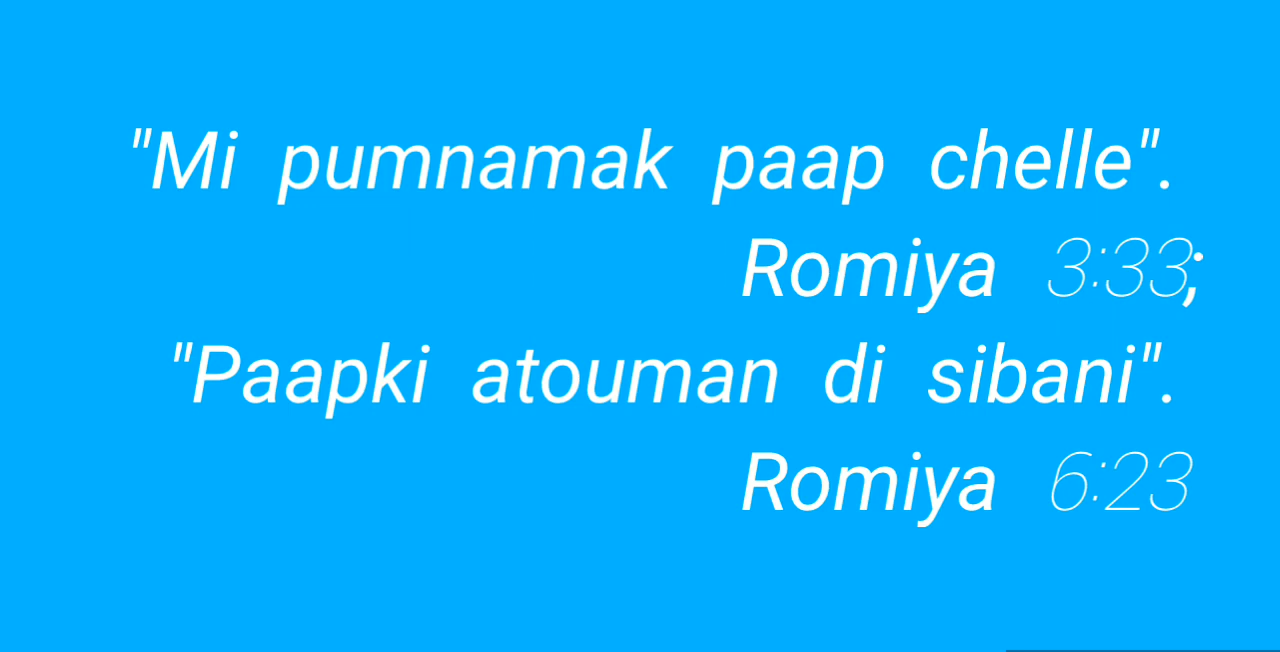 "Mi pumnamak paap chelle".
Romiya 3:33;
"Paapki atouman di sibani".
Romiya 6:23